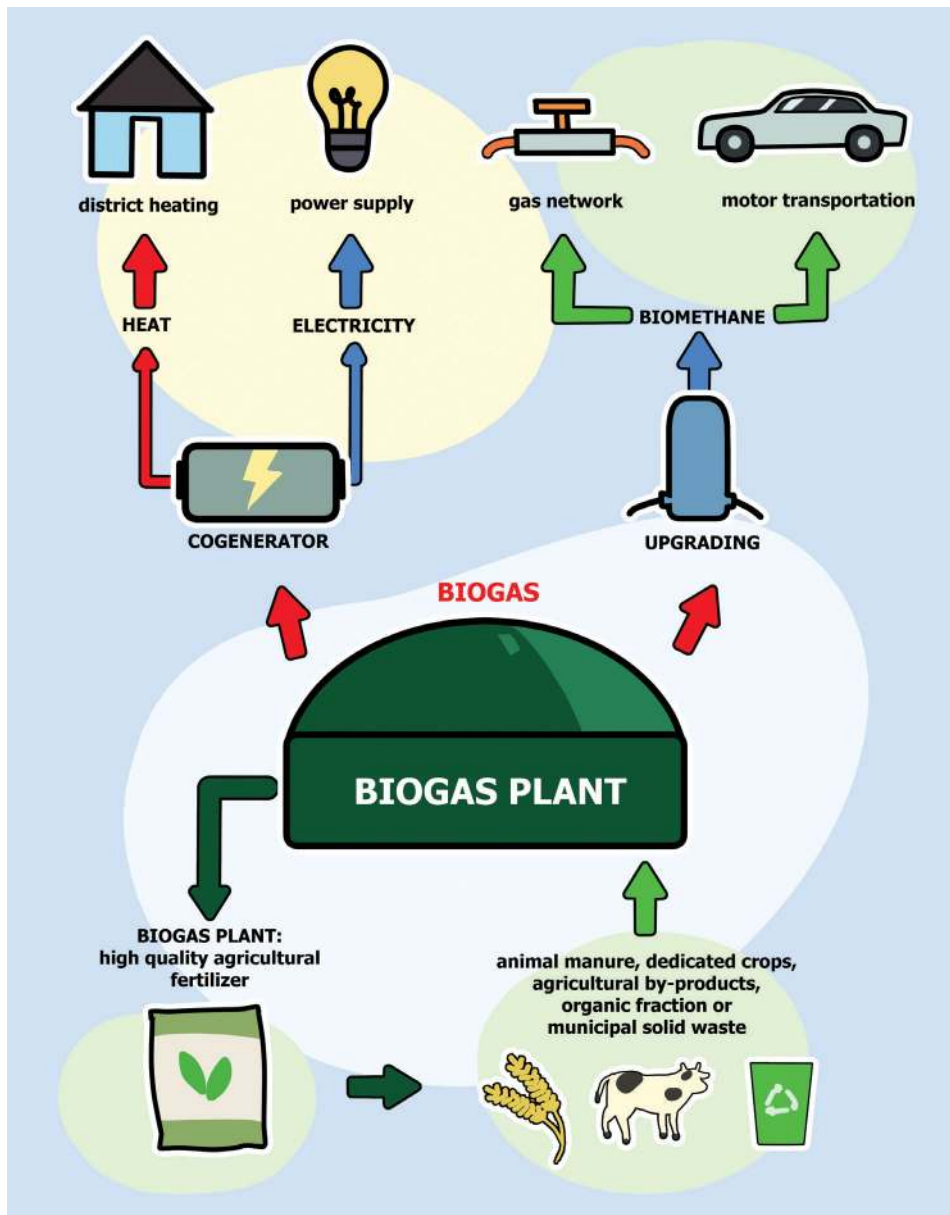 district heating
power supply
gas network
motor transportation
HEAT
ELECTRICITY
BIOMETHANE
COGENERATOR
UPGRADING
BIOGAS
BIOGAS PLANT
BIOGAS PLANT:
high quality agricultural
fertilizer
animal manure, dedicated crops,
agricultural by-products,
organic fraction or
municipal solid waste